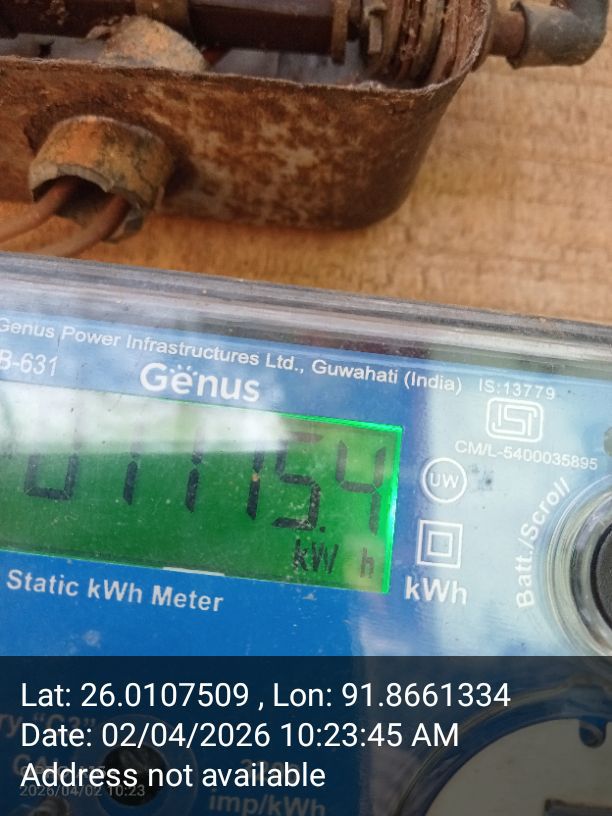 Genus Power Infrastructures Ltd., Guwahati (India) IS:13779
B-631
Genus
CM/L-5400035895
UW
01115.4
kW h
kWh
Batt./Scroll
Static kWh Meter
Lat: 26.0107509 , Lon: 91.8661334
Date: 02/04/2026 10:23:45 AM
Address not available
2026/04/02 10:23
imp/kWh